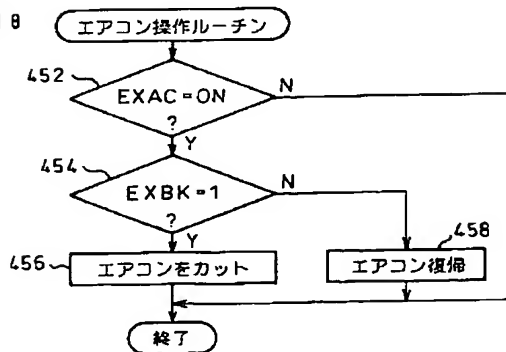 8
エアコン操作ルーチン
452
EXAC=ON
?
N
Y
454
EXBK=1
?
N
Y
456
エアコンをカット
458
エアコン復帰
終了